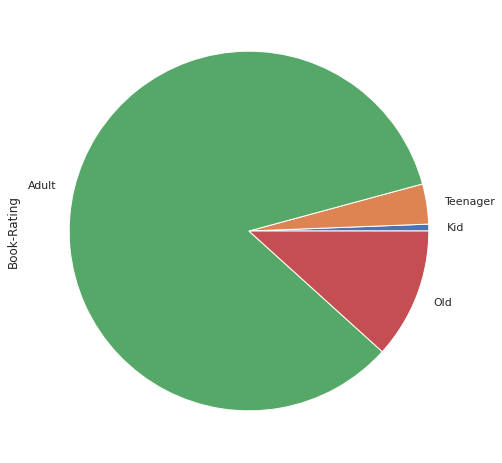 Adult
Teenager
Kid
Book-Rating
Old